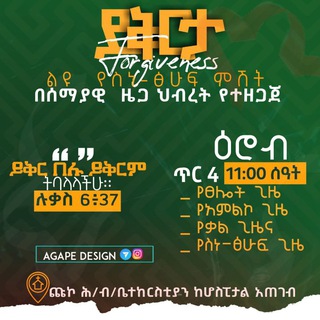 ይቅርታ
Forgiveness
ልዩ የስነ-ፅሁፍ ምሽት
በሰማያዊ ዜጋ ህብረት የተዘጋጀ
“ ”
ይቅር በሉ ይቅርም
ትባላላችሁ።
ሉቃስ 6፥37
ዕሮብ
ጥር 4 11:00 ሰዓት
_ የፀሎት ጊዜ
_ የአምልኮ ጊዜ
_ የቃል ጊዜና
_ የስነ-ፅሁፍ ጊዜ
AGAPE DESIGN
ጩኮ ሕ/ብ/ቤተክርስቲያን ከሆስፒታል አጠገብ